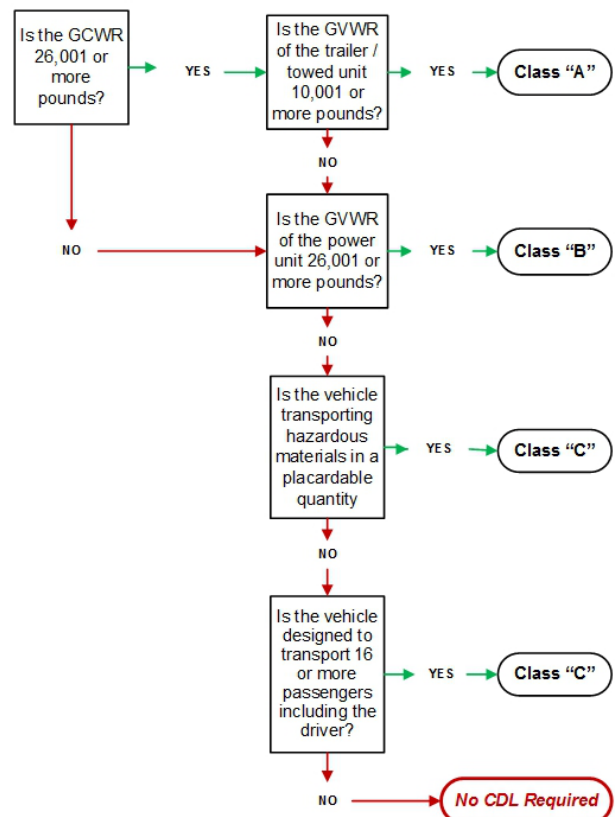 Is the GCWR
26,001 or
more
pounds?
YES
Is the GVWR
of the trailer /
towed unit
10,001 or
more pounds?
YES
Class “A”
NO
NO
Is the GVWR
of the power
unit 26,001 or
more pounds?
YES
Class “B”
NO
Is the vehicle
transporting
hazardous
materials in a
placardable
quantity
YES
Class “C”
NO
Is the vehicle
designed to
transport 16
or more
passengers
including the
driver?
YES
Class “C”
NO
No CDL Required